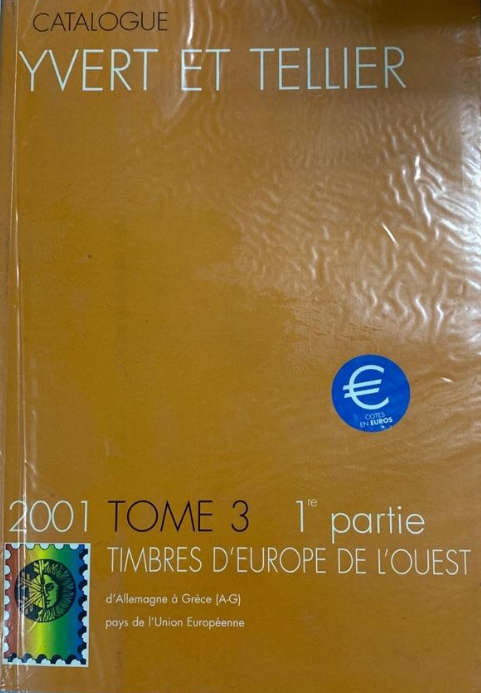 CATALOGUE
YVERT ET TELLIER
€
COTES
EN EUROS
2001 TOME 3 1re partie
TIMBRES D'EUROPE DE L'OUEST
d'Allemagne à Grèce (A-G)
pays de l'Union Européenne